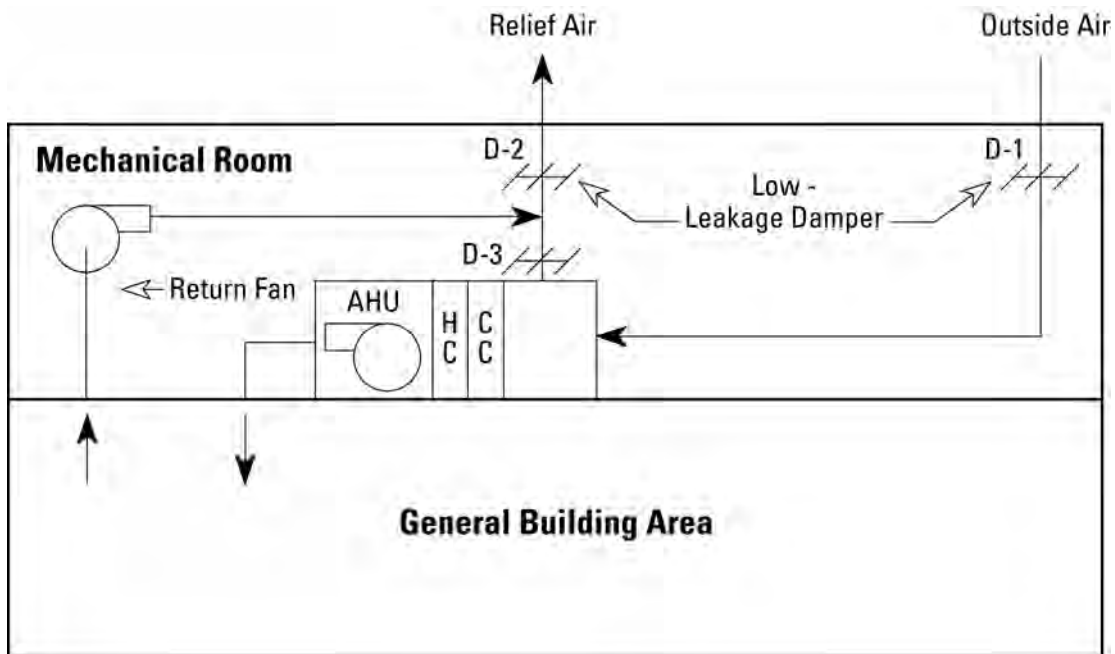 Relief Air
Outside Air
Mechanical Room
D-2
D-1
Low -
Leakage Damper
D-3
Return Fan
AHU
H
C
C
C
General Building Area